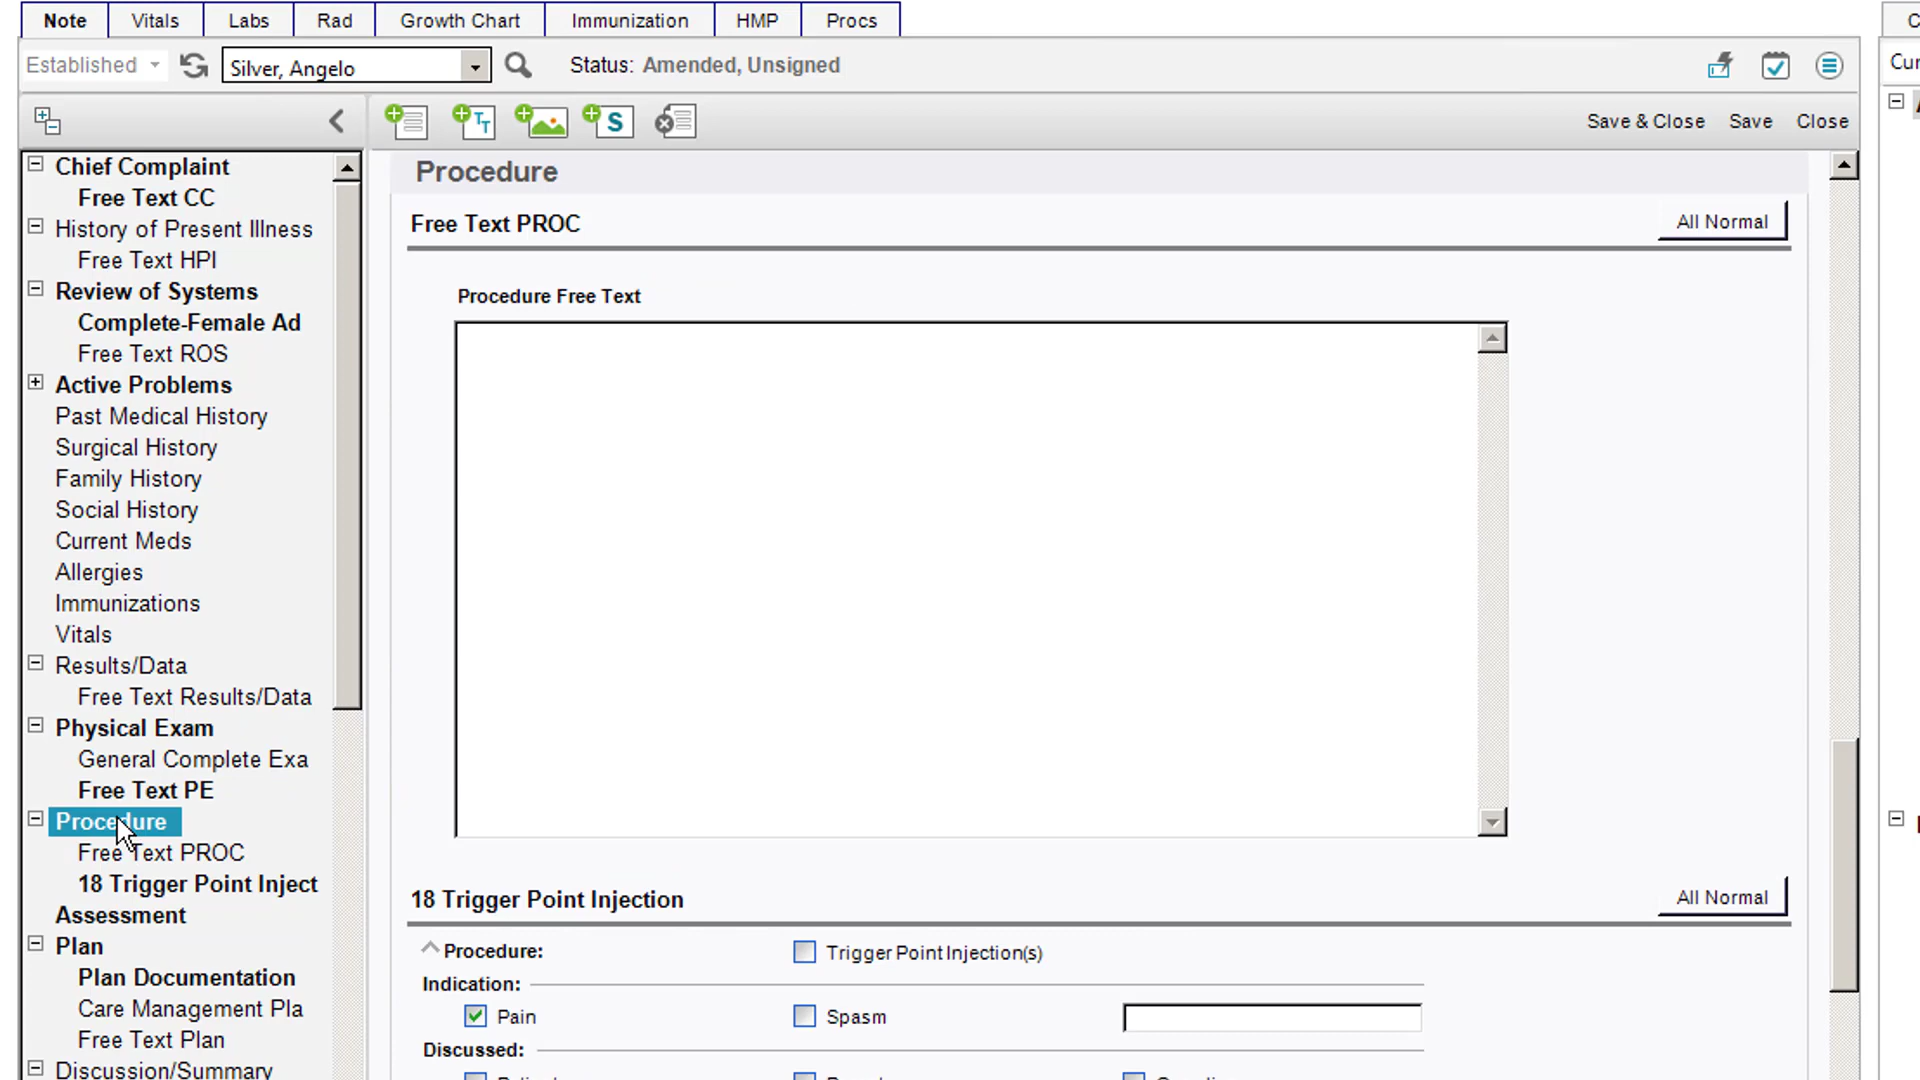 Note Vitals Labs Rad Growth Chart Immunization HMP Procs
Established Silver, Angelo Status: Amended, Unsigned
Cur
Save & Close Save Close
Chief Complaint
Free Text CC
History of Present Illness
Free Text HPI
Review of Systems
Complete-Female Ad
Free Text ROS
Active Problems
Past Medical History
Surgical History
Family History
Social History
Current Meds
Allergies
Immunizations
Vitals
Results/Data
Free Text Results/Data
Physical Exam
General Complete Exa
Free Text PE
Procedure
Free Text PROC
18 Trigger Point Inject
Assessment
Plan
Plan Documentation
Care Management Pla
Free Text Plan
Discussion/Summary
Procedure
Free Text PROC All Normal
Procedure Free Text
18 Trigger Point Injection All Normal
Procedure: Trigger Point Injection(s)
Indication:
Pain Spasm
Discussed: